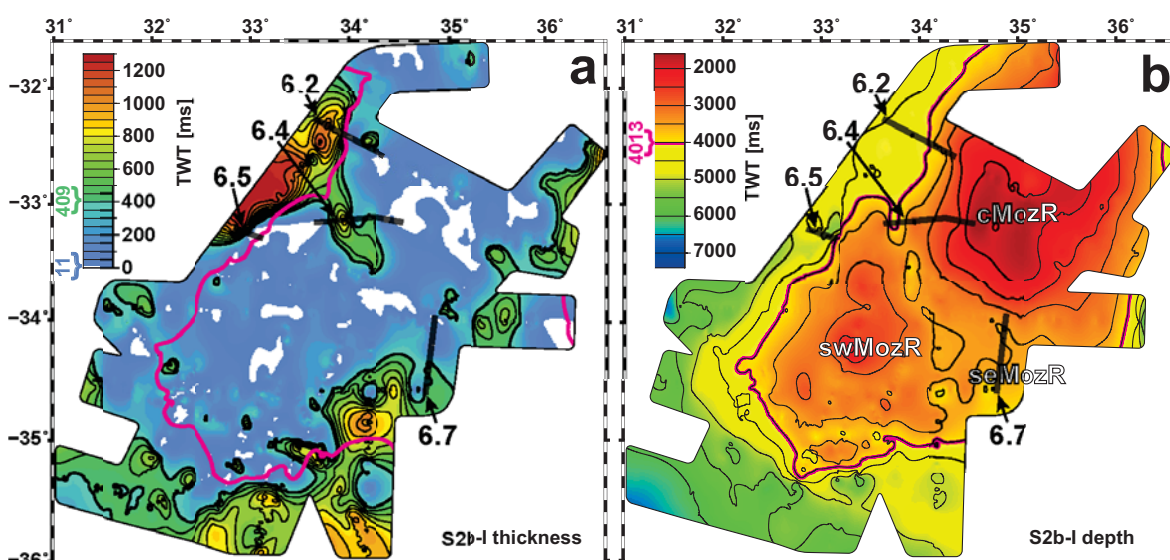 31° 32° 33° 34° 35° 36°
31° 32° 33° 34° 35° 36°
a
b
1200
1000
800
600
400
200
0
TWT [ms]
409
11
}
}
−32°
−33°
−34°
−35°
−36°
6.2
6.4
6.5
6.7
S2b-I thickness
2000
3000
4000
5000
6000
7000
TWT [ms]
4013
}
6.2
6.4
6.5
cMozR
swMozR
seMozR
6.7
S2b-I depth